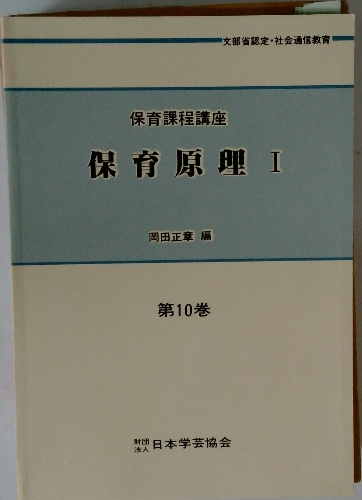 文部省認定・社会通信教育
保育課程講座
保育原理 I
岡田正章 編
第10巻
財団法人 日本学芸協会